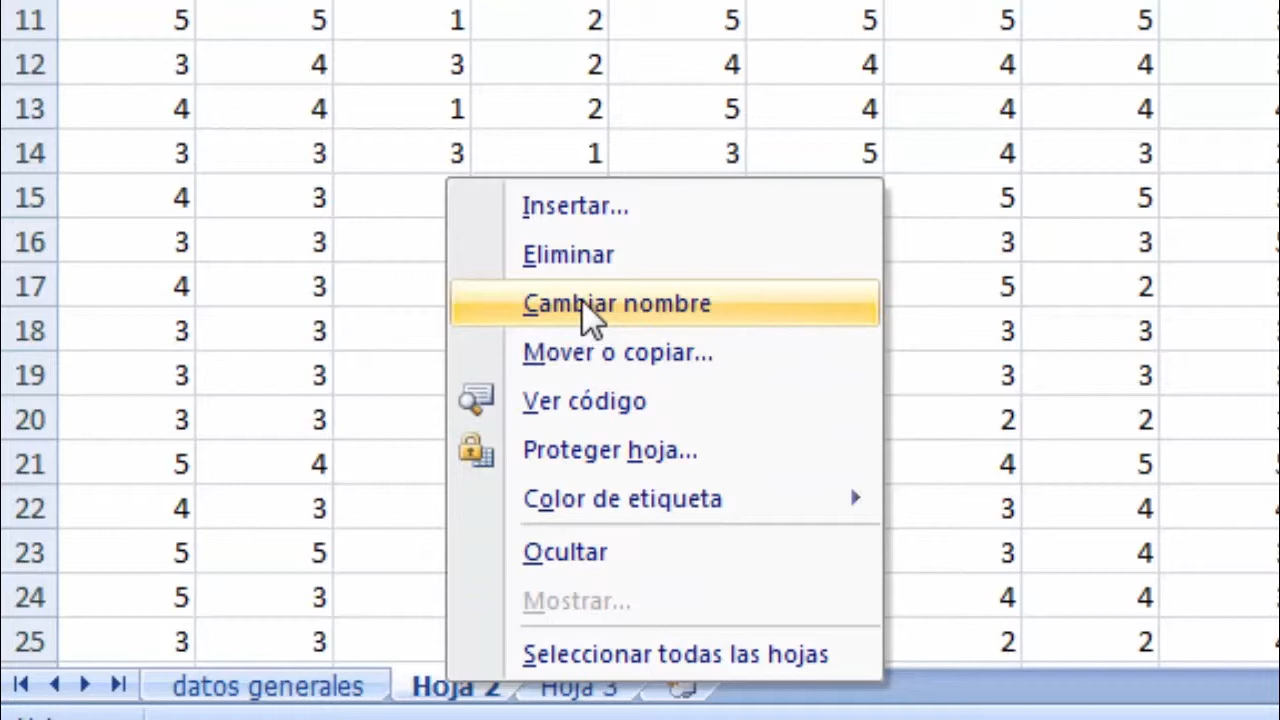 11 5 5 1 2 5 5 5 5
12 3 4 3 2 4 4 4 4
13 4 4 1 2 5 4 4 4
14 3 3 3 1 3 5 4 3
15 4 3 5 5
Insertar...
16 3 3 3 3
Eliminar
17 4 3 5 2
Cambiar nombre
18 3 3 3 3
Mover o copiar...
19 3 3 3 3
Ver código
20 3 3 2 2
Proteger hoja...
21 5 4 4 5
Color de etiqueta
22 4 3 3 4
23 5 5 3 4
Ocultar
24 5 3 4 4
Mostrar...
25 3 3 2 2
Seleccionar todas las hojas
datos generales Hoja 2 Hoja 3